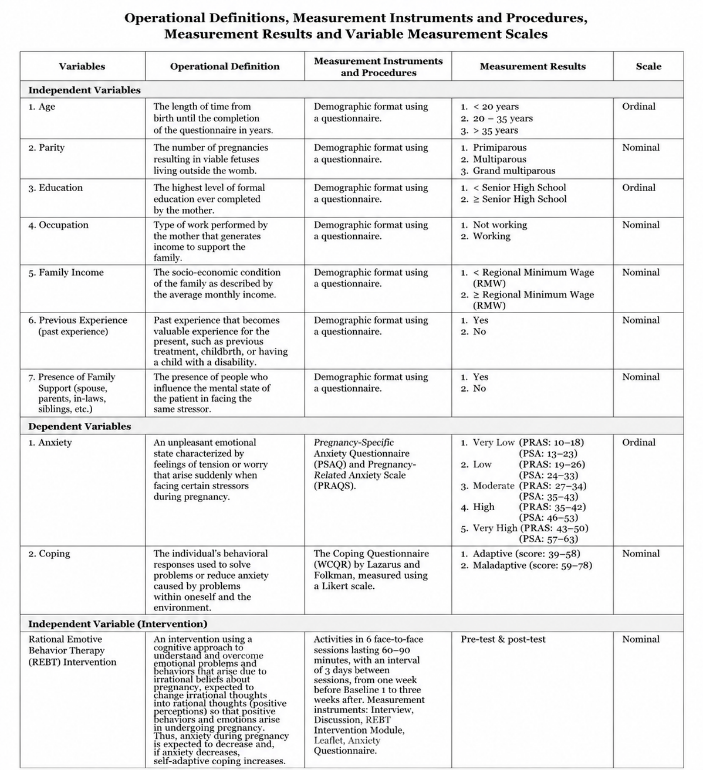 Operational Definitions, Measurement Instruments and Procedures,
Measurement Results and Variable Measurement Scales
Variables
Operational Definition
Measurement Instruments
and Procedures
Measurement Results
Scale
Independent Variables
1. Age
The length of time from
birth until the completion
of the questionnaire in years.
Demographic format using
a questionnaire.
1. < 20 years
2. 20 – 35 years
3. > 35 years
Ordinal
2. Parity
The number of pregnancies
resulting in viable fetuses
living outside the womb.
Demographic format using
a questionnaire.
1. Primiparous
2. Multiparous
3. Grand multiparous
Nominal
3. Education
The highest level of formal
education ever completed
by the mother.
Demographic format using
a questionnaire.
1. < Senior High School
2. ≥ Senior High School
Ordinal
4. Occupation
Type of work performed by
the mother that generates
income to support the
family.
Demographic format using
a questionnaire.
1. Not working
2. Working
Nominal
5. Family Income
The socio-economic condition
of the family as described by
the average monthly income.
Demographic format using
a questionnaire.
1. < Regional Minimum Wage
(RMW)
2. ≥ Regional Minimum Wage
(RMW)
Nominal
6. Previous Experience
(past experience)
Past experience that becomes
valuable experience for the
present, such as previous
treatment, childbrth, or having
a child with a disability.
Demographic format using
a questionnaire.
1. Yes
2. No
Nominal
7. Presence of Family
Support (spouse,
parents, in-laws,
siblings, etc.)
The presence of people who
influence the mental state of
the patient in facing the
same stressor.
Demographic format using
a questionnaire.
1. Yes
2. No
Nominal
Dependent Variables
1. Anxiety
An unpleasant emotional
state characterized by
feelings of tension or worry
that arise suddenly when
facing certain stressors
during pregnancy.
Pregnancy-Specific
Anxiety Questionnaire
(PSAQ) and Pregnancy-
Related Anxiety Scale
(PRAQS).
1. Very Low (PRAS: 10–18)
(PSA: 13–23)
2. Low (PRAS: 19–26)
(PSA: 24–33)
3. Moderate (PRAS: 27–34)
(PSA: 35–43)
4. High (PRAS: 35–42)
(PSA: 46–53)
5. Very High (PRAS: 43–50)
(PSA: 57–63)
Ordinal
2. Coping
The individual's behavioral
responses used to solve
problems or reduce anxiety
caused by problems
within oneself and the
environment.
The Coping Questionnaire
(WCQR) by Lazarus and
Folkman, measured using
a Likert scale.
1. Adaptive (score: 39–58)
2. Maladaptive (score: 59–78)
Nominal
Independent Variable (Intervention)
Rational Emotive
Behavior Therapy
(REBT) Intervention
An intervention using a
cognitive approach to
understand and overcome
emotional problems and
behaviors that arise due to
irrational beliefs about
pregnancy, expected to
change irrational thoughts
into rational thoughts (positive
perceptions) so that positive
behaviors and emotions arise
in undergoing pregnancy.
Thus, anxiety during pregnancy
is expected to decrease and,
if anxiety decreases,
self-adaptive coping increases.
Activities in 6 face-to-face
sessions lasting 60–90
minutes, with an interval
of 3 days between
sessions, from one week
before Baseline 1 to three
weeks after. Measurement
instruments: Interview,
Discussion, REBT
Intervention Module,
Leaflet, Anxiety
Questionnaire.
Pre-test & post-test
Nominal